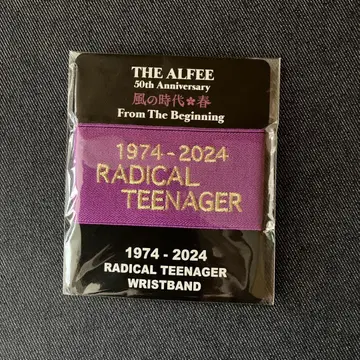 THE ALFEE
50th Anniversary
風の時代✿春
From The Beginning
1974-2024
RADICAL
TEENAGER
1974 - 2024
RADICAL TEENAGER
WRISTBAND